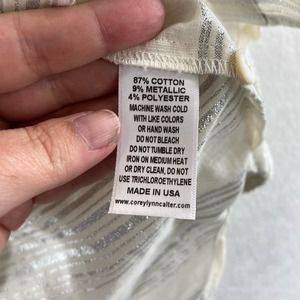 87% COTTON
9% METALLIC
4% POLYESTER
MACHINE WASH COLD
WITH LIKE COLORS
OR HAND WASH
DO NOT BLEACH
DO NOT TUMBLE DRY
IRON ON MEDIUM HEAT
OR DRY CLEAN, DO NOT
USE TRICHLOROETHYLENE
MADE IN USA
www.coreylynncalter.com